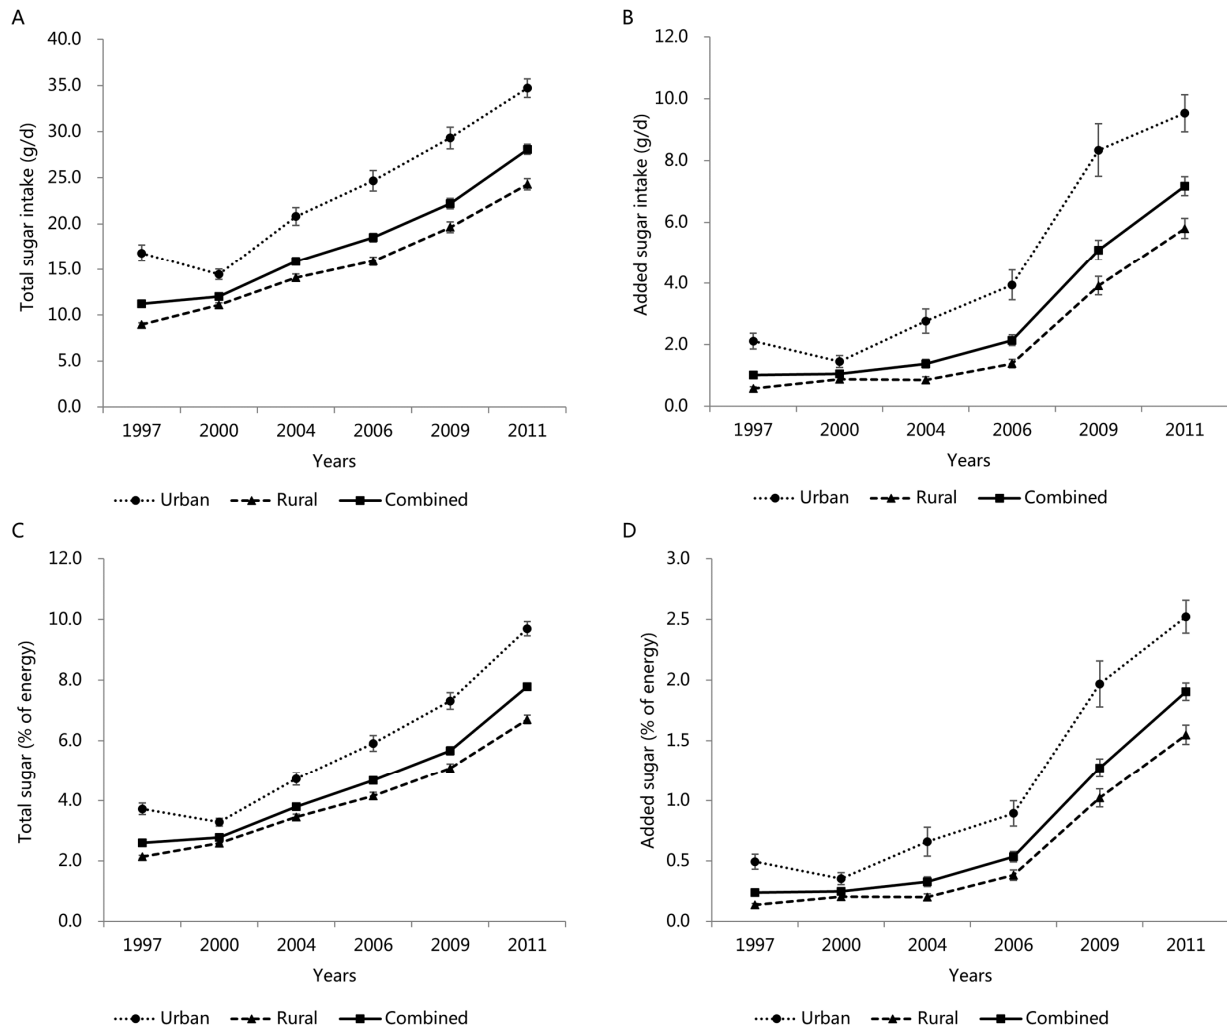 A
Total sugar intake (g/d)
40.0
35.0
30.0
25.0
20.0
15.0
10.0
5.0
0.0
1997 2000 2004 2006 2009 2011
Years
Urban Rural Combined
B
Added sugar intake (g/d)
12.0
10.0
8.0
6.0
4.0
2.0
0.0
1997 2000 2004 2006 2009 2011
Years
Urban Rural Combined
C
Total sugar (% of energy)
12.0
10.0
8.0
6.0
4.0
2.0
0.0
1997 2000 2004 2006 2009 2011
Years
Urban Rural Combined
D
Added sugar (% of energy)
3.0
2.5
2.0
1.5
1.0
0.5
0.0
1997 2000 2004 2006 2009 2011
Years
Urban Rural Combined